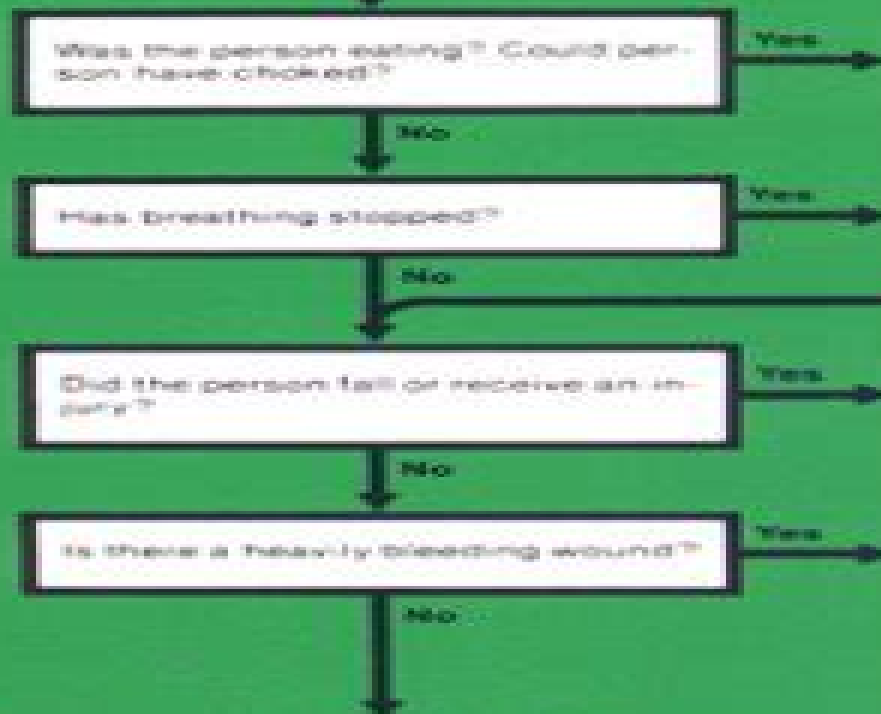 Was the person eating? Could per-
son have choked?
Yes
No
Has breathing stopped?
Yes
No
Did the person fall or receive an in-
jury?
Yes
No
Is there a heavily bleeding wound?
Yes
No